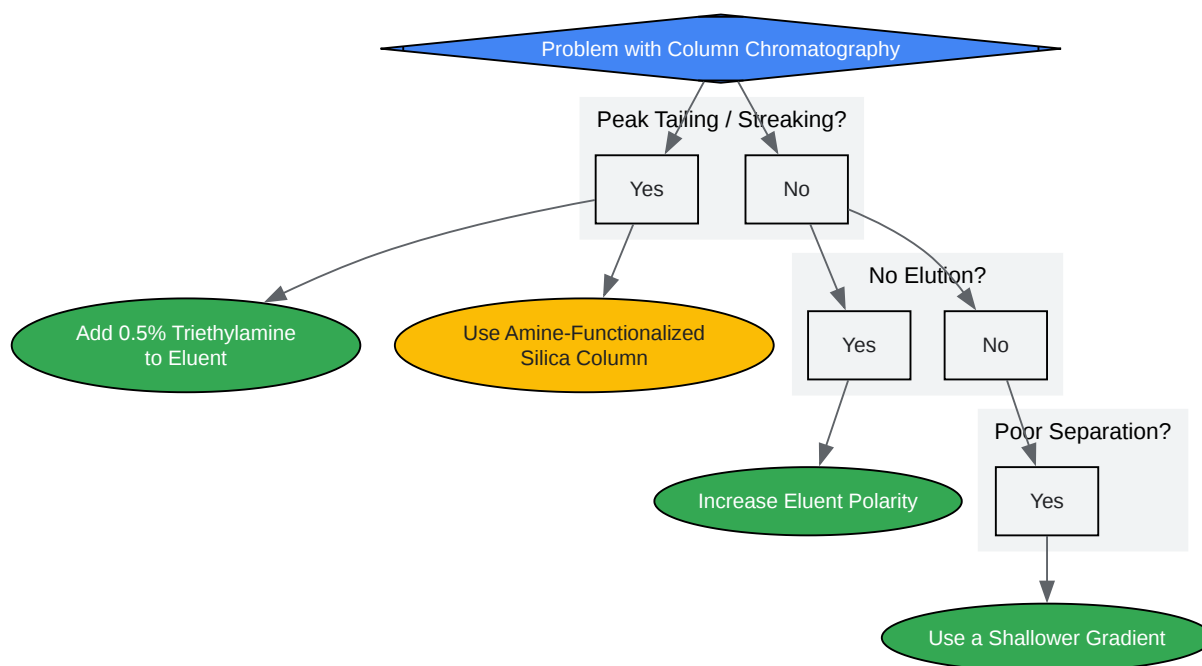 Problem with Column Chromatography
Peak Tailing / Streaking?
Yes
No
No Elution?
Add 0.5% Triethylamine
to Eluent
Use Amine-Functionalized
Silica Column
Yes
No
Poor Separation?
Increase Eluent Polarity
Yes
Use a Shallower Gradient